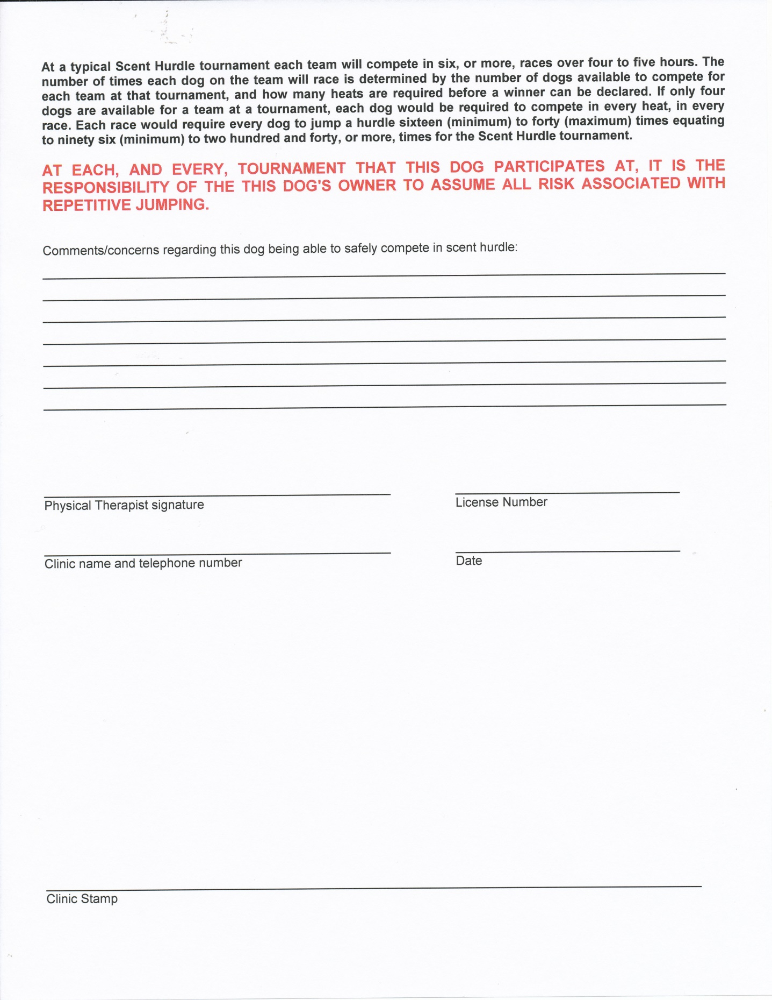 At a typical Scent Hurdle tournament each team will compete in six, or more, races over four to five hours. The
number of times each dog on the team will race is determined by the number of dogs available to compete for
each team at that tournament, and how many heats are required before a winner can be declared. If only four
dogs are available for a team at a tournament, each dog would be required to compete in every heat, in every
race. Each race would require every dog to jump a hurdle sixteen (minimum) to forty (maximum) times equating
to ninety six (minimum) to two hundred and forty, or more, times for the Scent Hurdle tournament.
AT EACH, AND EVERY, TOURNAMENT THAT THIS DOG PARTICIPATES AT, IT IS THE
RESPONSIBILITY OF THE THIS DOG'S OWNER TO ASSUME ALL RISK ASSOCIATED WITH
REPETITIVE JUMPING.
Comments/concerns regarding this dog being able to safely compete in scent hurdle:
Physical Therapist signature
License Number
Clinic name and telephone number
Date
Clinic Stamp